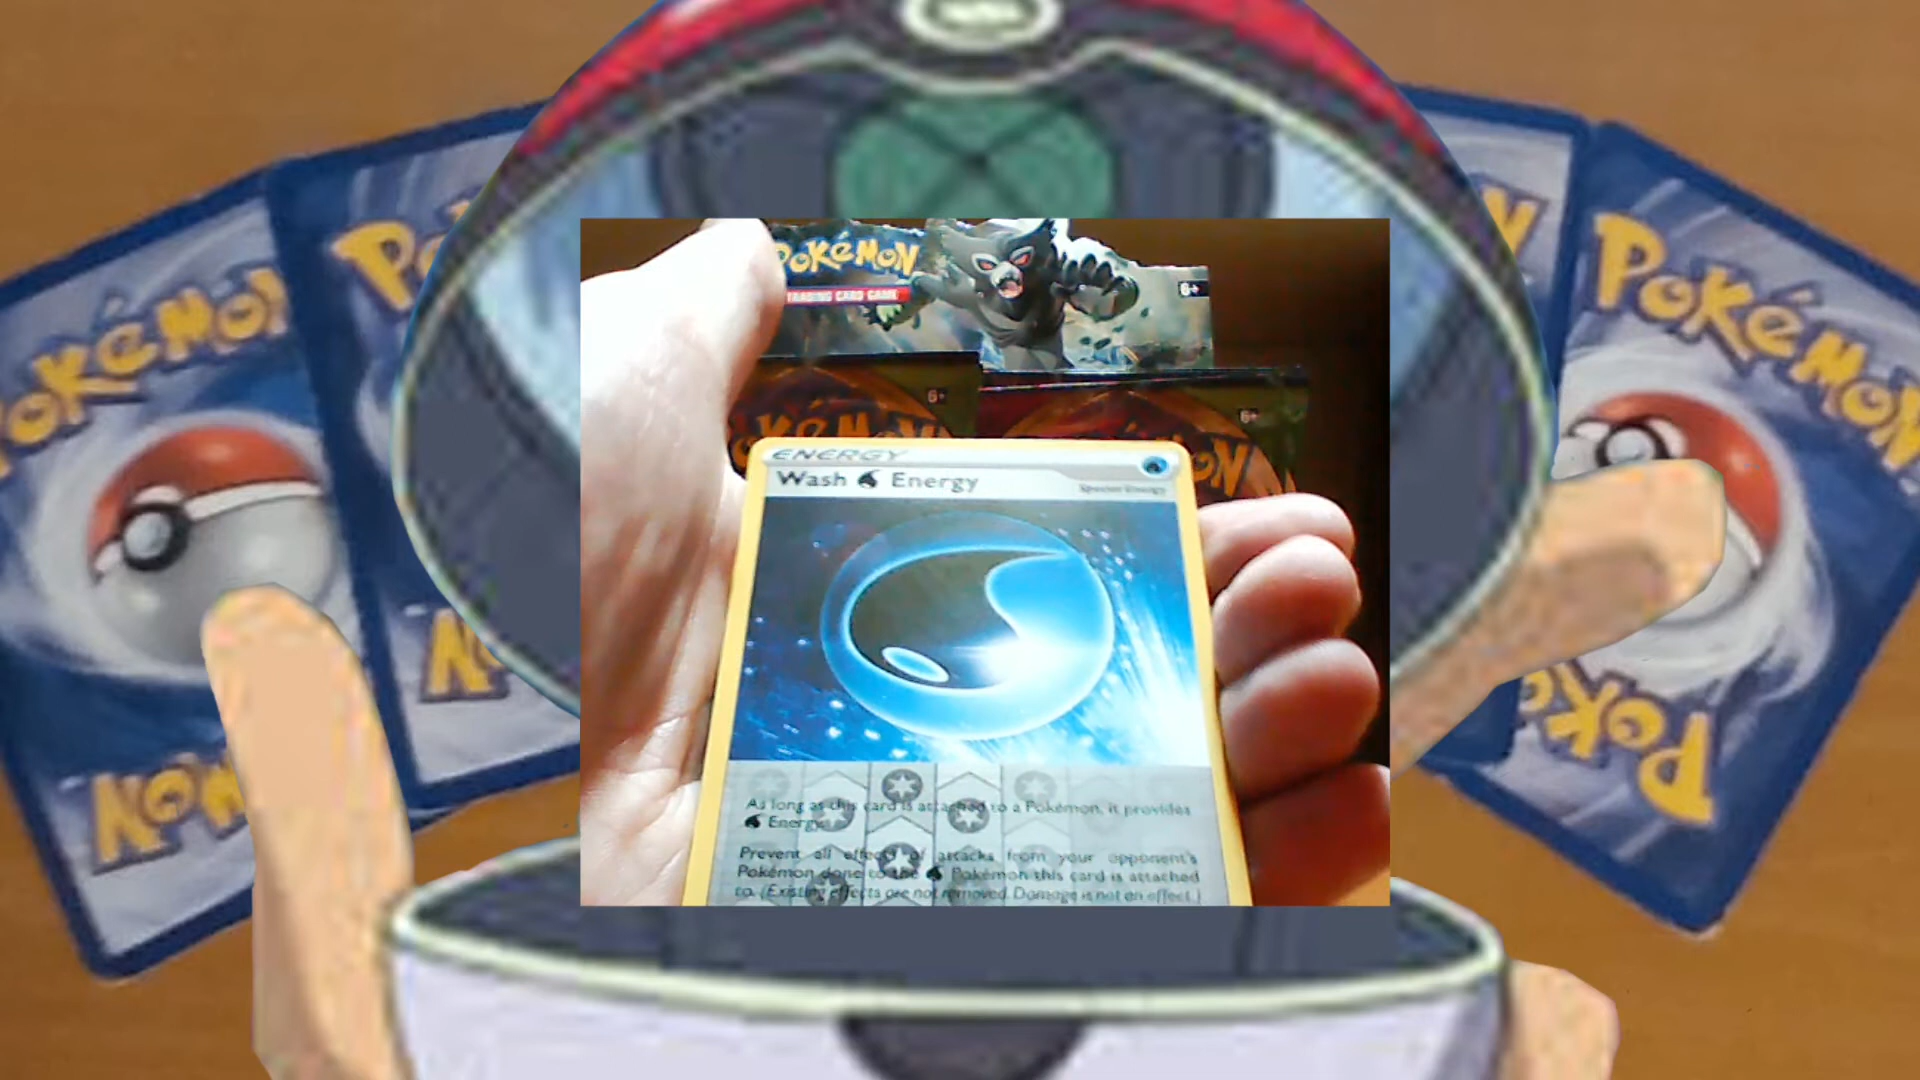 POKéMON
TRADING CARD GAME
6+
6+
6+
POKéMON
POKéMON
ENERGY
Wash Energy
Special Energy
As long as this card is attached to a Pokémon, it provides
Energy.
Prevent all effects of attacks from your opponent's
Pokémon done to the Pokémon this card is attached
to. (Existing effects are not removed. Damage is not an effect.)